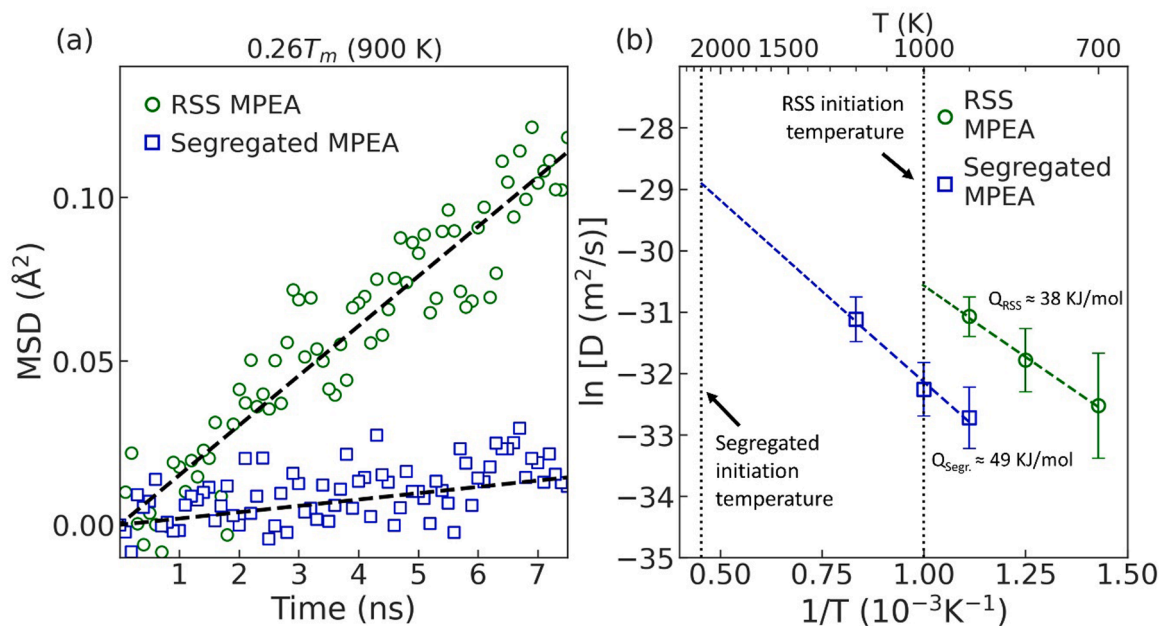 (a)
0.26Tₘ (900 K)
RSS MPEA
Segregated MPEA
MSD (Å²)
0.10
0.05
0.00
1 2 3 4 5 6 7
Time (ns)
(b)
T (K)
2000 1500 1000 700
RSS initiation
temperature
RSS
MPEA
Segregated
MPEA
ln [D (m²/s)]
−28
−29
−30
−31
−32
−33
−34
−35
Q_RSS ≈ 38 KJ/mol
Q_Segr. ≈ 49 KJ/mol
Segregated
initiation
temperature
0.50 0.75 1.00 1.25 1.50
1/T (10⁻³K⁻¹)